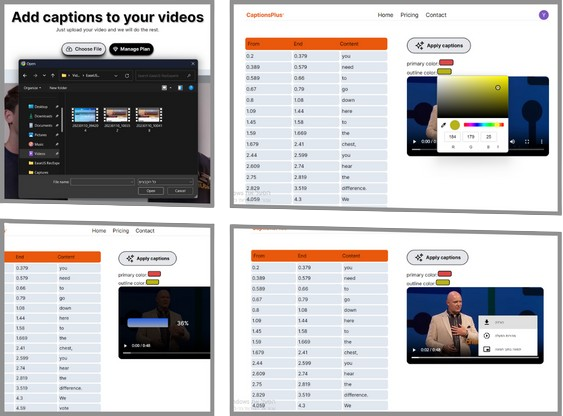 Add captions to your videos
Just upload your video and we will do the rest.
Choose File
Manage Plan
Open
Organize
New folder
Desktop
Downloads
Documents
Pictures
Music
Videos
Captures
File name:
Open
Cancel
CaptionsPlus
Home Pricing Contact
Y
From End Content
0.2 0.379 you
0.389 0.579 need
0.589 0.66 to
0.67 0.79 go
0.8 1.08 down
1.09 1.44 here
1.45 1.58 to
1.59 1.669 the
1.679 2.41 chest,
2.44 2.599 you
2.609 2.74 hear
2.75 2.819 the
2.829 3.519 difference.
4.059 4.3 We
Apply captions
primary color
outline color
184 179 25
R G B
0:02 /
Home Pricing Contact
End Content
0.379 you
0.579 need
0.66 to
0.79 go
1.08 down
1.44 here
1.58 to
1.669 the
2.41 chest,
2.599 you
2.74 hear
2.819 the
3.519 difference.
4.3 We
4.59 vote
Apply captions
primary color
outline color
36%
0:02 / 0:48
From End Content
0.2 0.379 you
0.389 0.579 need
0.589 0.66 to
0.67 0.79 go
0.8 1.08 down
1.09 1.44 here
1.45 1.58 to
1.59 1.669 the
1.679 2.41 chest,
2.44 2.599 you
2.609 2.74 hear
2.75 2.819 the
2.829 3.519 difference.
4.059 4.3 We
Apply captions
primary color
outline color
0:02 / 0:48